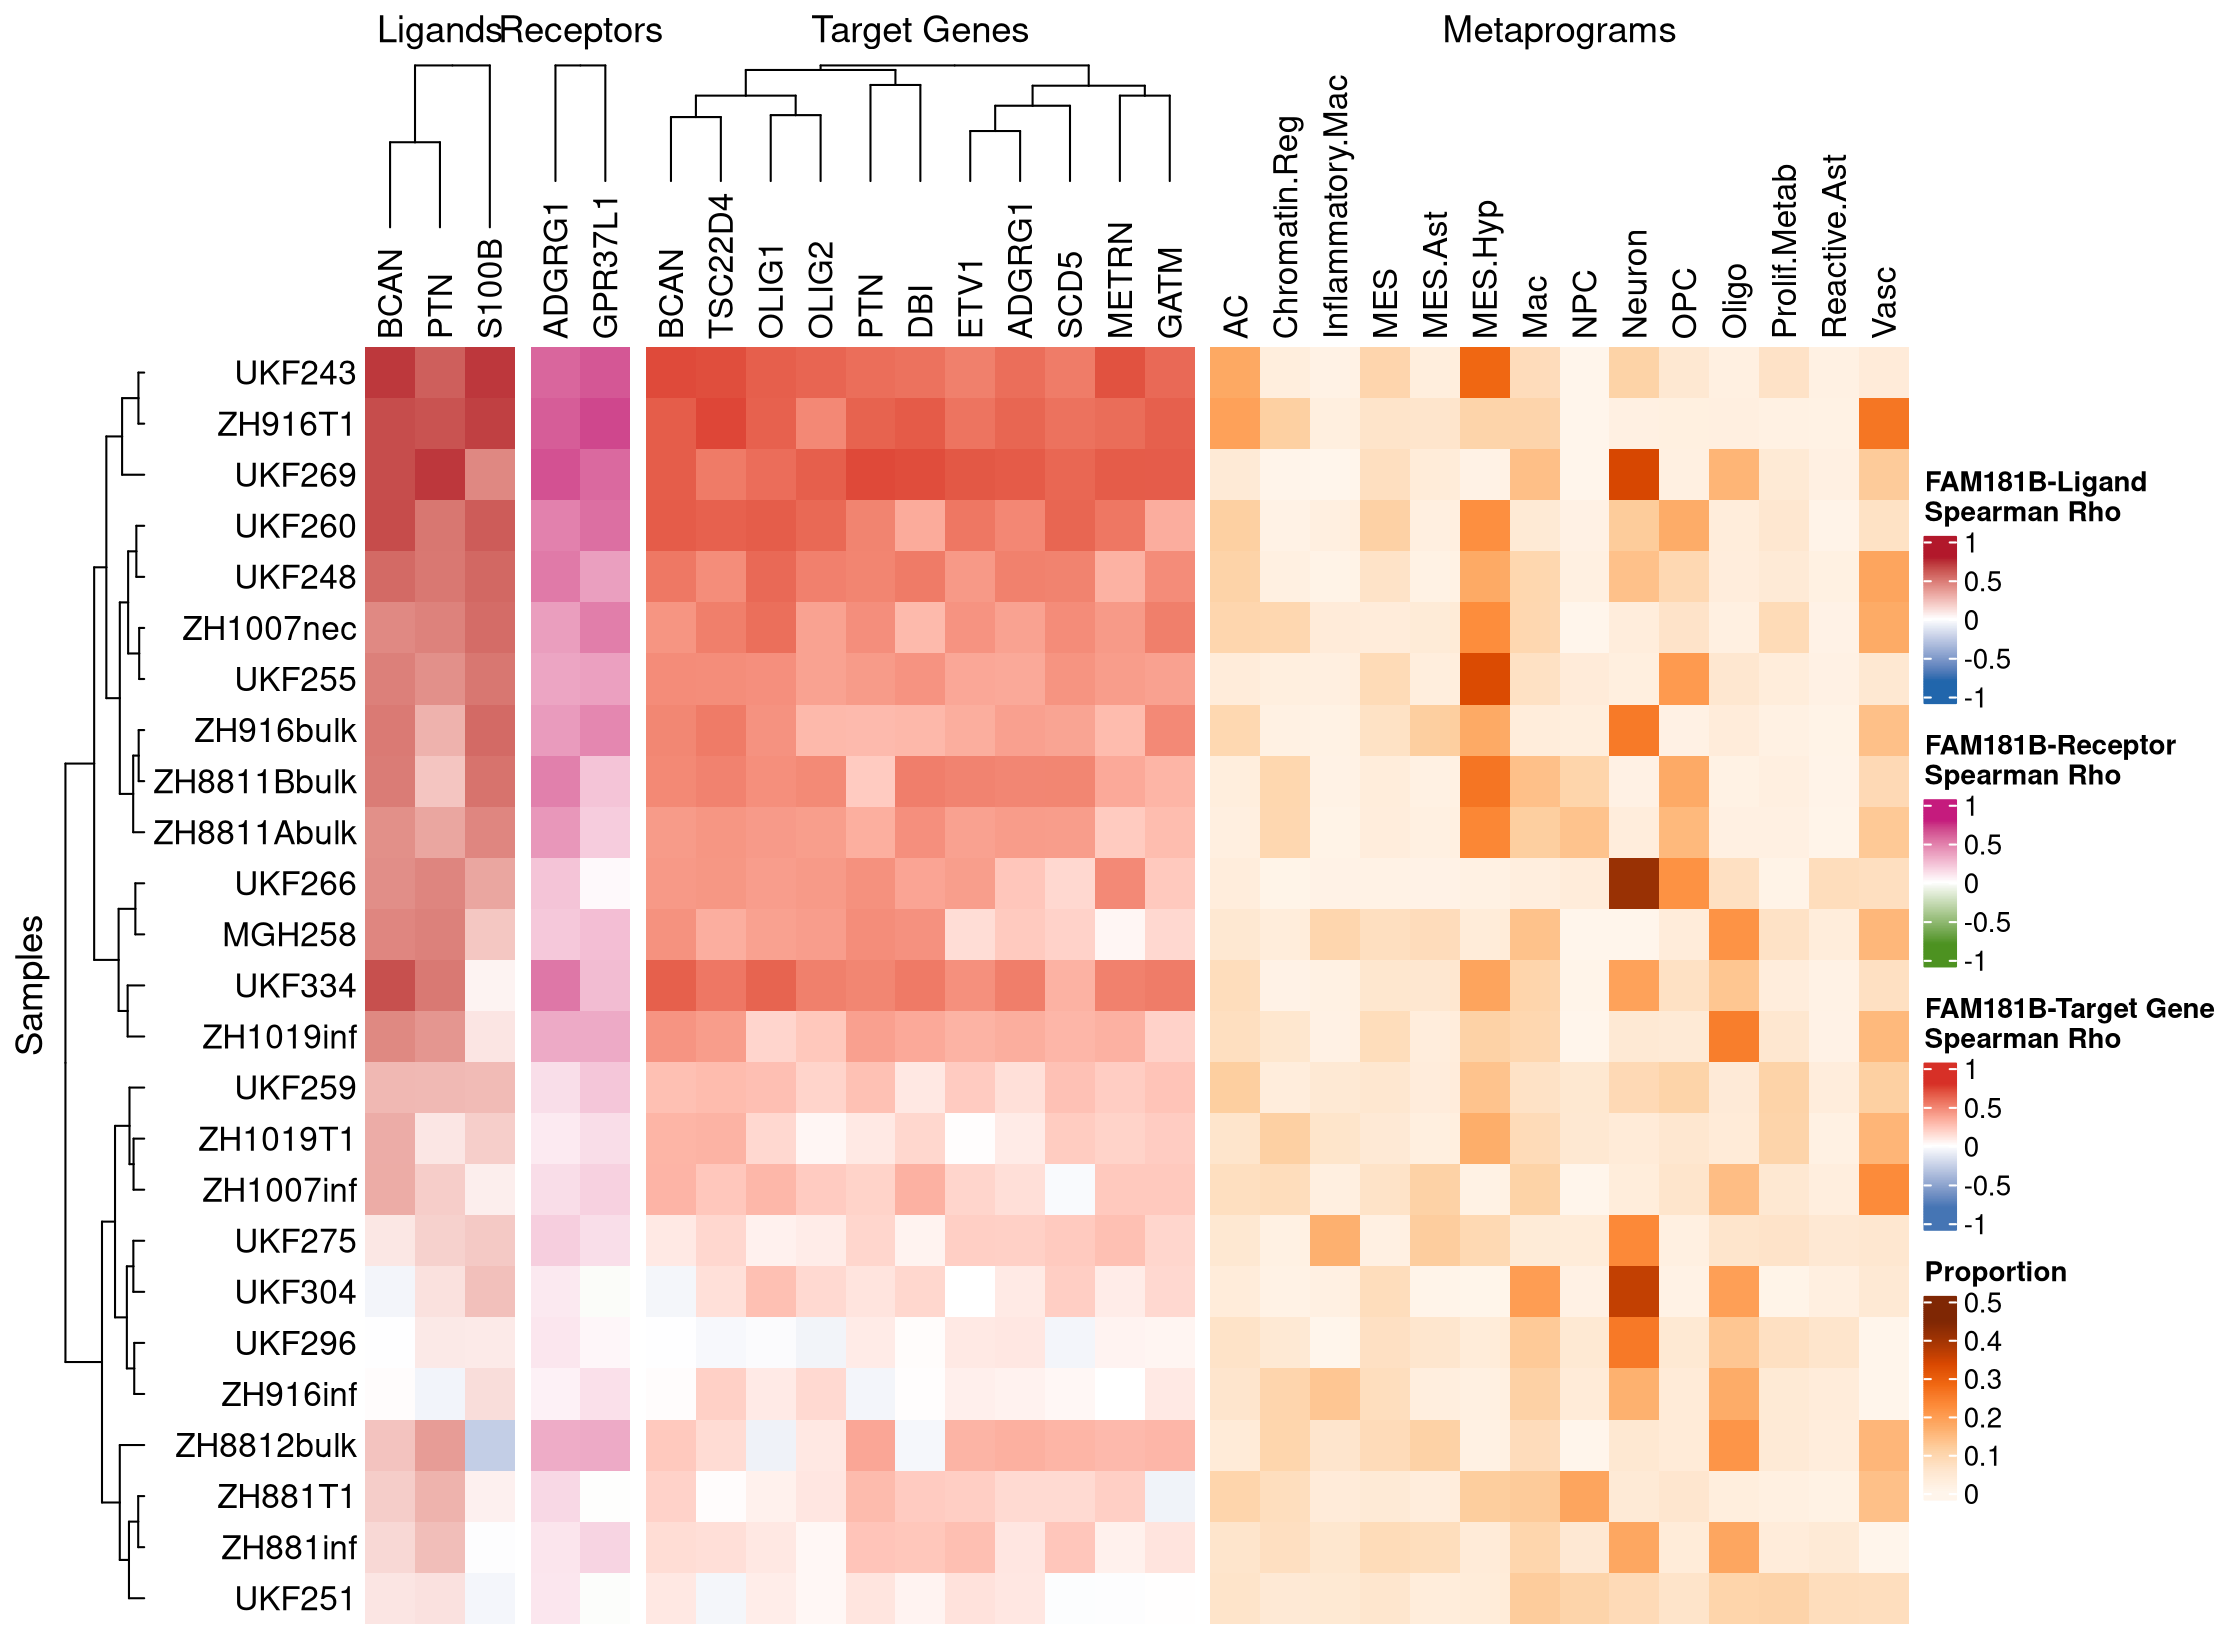 Ligands Receptors Target Genes Metaprograms
BCAN PTN S100B ADGRG1 GPR37L1 BCAN TSC22D4 OLIG1 OLIG2 PTN DBI ETV1 ADGRG1 SCD5 METRN GATM AC Chromatin.Reg Inflammatory.Mac MES MES.Ast MES.Hyp Mac NPC Neuron OPC Oligo Prolif.Metab Reactive.Ast Vasc
Samples
UKF243
ZH916T1
UKF269
UKF260
UKF248
ZH1007nec
UKF255
ZH916bulk
ZH8811Bbulk
ZH8811Abulk
UKF266
MGH258
UKF334
ZH1019inf
UKF259
ZH1019T1
ZH1007inf
UKF275
UKF304
UKF296
ZH916inf
ZH8812bulk
ZH881T1
ZH881inf
UKF251
FAM181B-Ligand
Spearman Rho
1
0.5
0
-0.5
-1
FAM181B-Receptor
Spearman Rho
1
0.5
0
-0.5
-1
FAM181B-Target Gene
Spearman Rho
1
0.5
0
-0.5
-1
Proportion
0.5
0.4
0.3
0.2
0.1
0